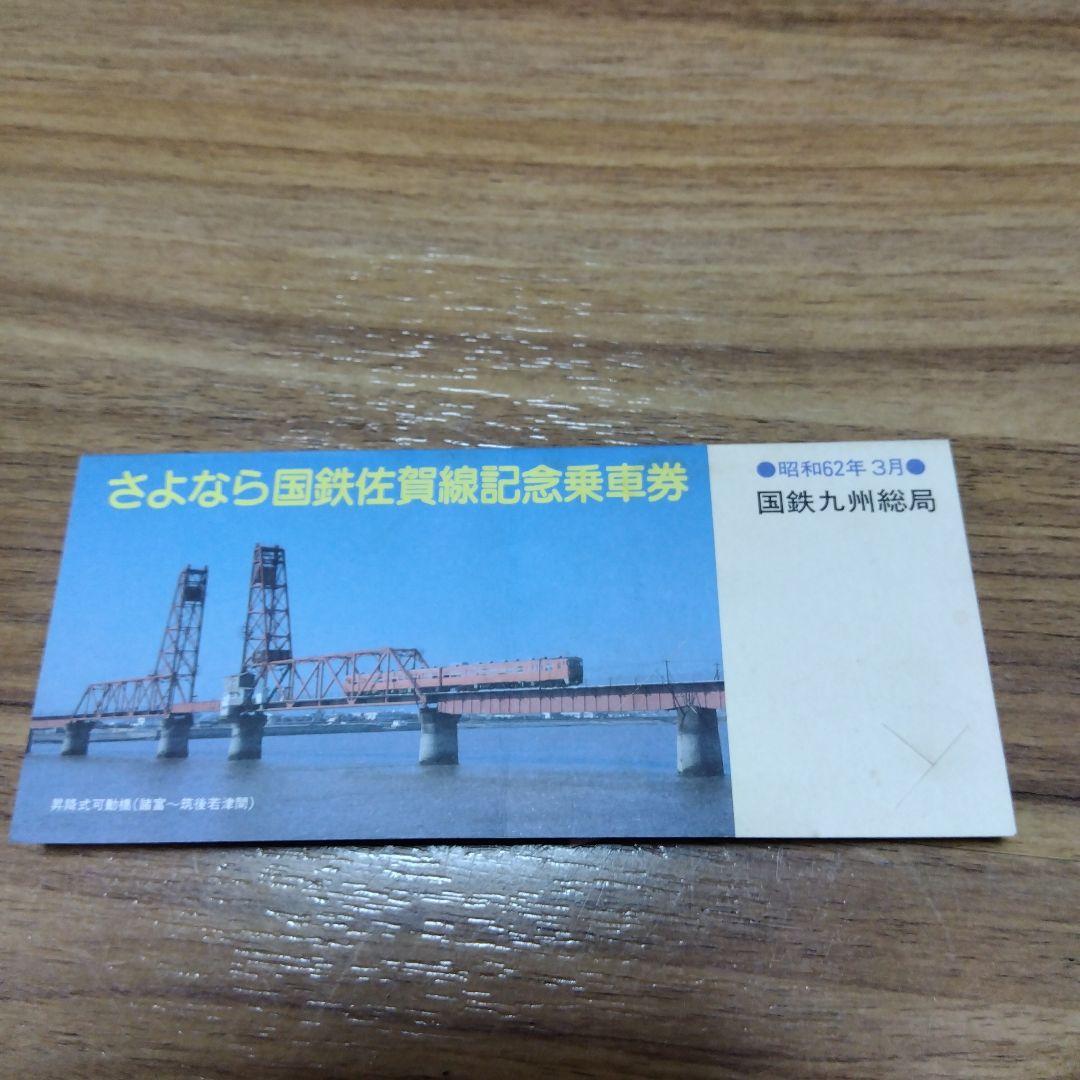 さよなら国鉄佐賀線記念乗車券
●昭和62年3月●
国鉄九州総局
昇降式可動橋(諸富〜筑後若津間)